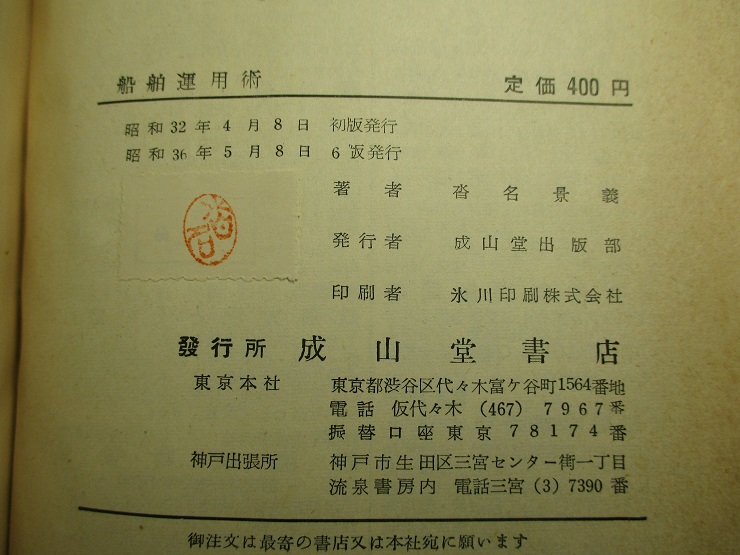 船舶運用術 定価 400 円
昭和 32 年 4 月 8 日 初版発行
昭和 36 年 5 月 8 日 6 版発行
著者 沓名景義
発行者 成山堂出版部
印刷者 氷川印刷株式会社
沓名
發行所 成山堂書店
東京本社 東京都渋谷区代々木富ケ谷町1564番地
電話 仮代々木 (467) 7967番
振替口座東京 78174番
神戸出張所 神戸市生田区三宮センター街一丁目
流泉書房内 電話三宮 (3) 7390 番
御注文は最寄の書店又は本社宛に願います